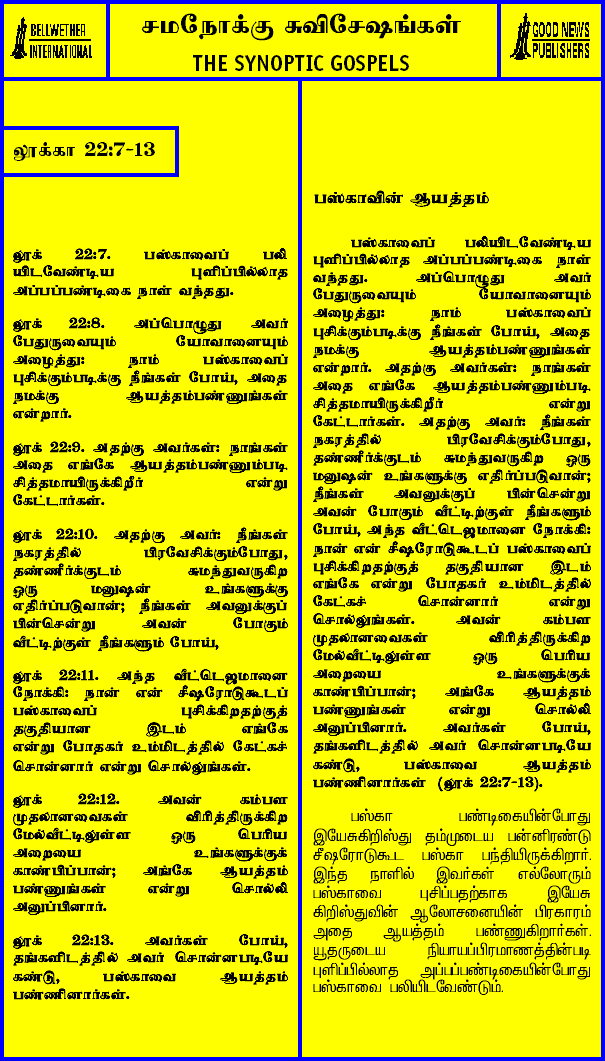 BELLWETHER
INTERNATIONAL
சமநோக்கு சுவிசேஷங்கள்
THE SYNOPTIC GOSPELS
GOOD NEWS
PUBLISHERS
லூக்கா 22:7-13
லூக் 22:7. பஸ்காவைப் பலி
யிடவேண்டிய புளிப்பில்லாத
அப்பப்பண்டிகை நாள் வந்தது.
லூக் 22:8. அப்பொழுது அவர்
பேதுருவையும் யோவானையும்
அழைத்து: நாம் பஸ்காவைப்
புசிக்கும்படிக்கு நீங்கள் போய், அதை
நமக்கு ஆயத்தம்பண்ணுங்கள்
என்றார்.
லூக் 22:9. அதற்கு அவர்கள்: நாங்கள்
அதை எங்கே ஆயத்தம்பண்ணும்படி
சித்தமாயிருக்கிறீர் என்று
கேட்டார்கள்.
லூக் 22:10. அதற்கு அவர்: நீங்கள்
நகரத்தில் பிரவேசிக்கும்போது,
தண்ணீர்க்குடம் சுமந்துவருகிற
ஒரு மனுஷன் உங்களுக்கு
எதிர்ப்படுவான்; நீங்கள் அவனுக்குப்
பின்சென்று அவன் போகும்
வீட்டிற்குள் நீங்களும் போய்,
லூக் 22:11. அந்த வீட்டெஜமானை
நோக்கி: நான் என் சீஷரோடுகூடப்
பஸ்காவைப் புசிக்கிறதற்குத்
தகுதியான இடம் எங்கே
என்று போதகர் உம்மிடத்தில் கேட்கச்
சொன்னார் என்று சொல்லுங்கள்.
லூக் 22:12. அவன் கம்பள
முதலானவைகள் விரித்திருக்கிற
மேல்வீட்டிலுள்ள ஒரு பெரிய
அறையை உங்களுக்குக்
காண்பிப்பான்; அங்கே ஆயத்தம்
பண்ணுங்கள் என்று சொல்லி
அனுப்பினார்.
லூக் 22:13. அவர்கள் போய்,
தங்களிடத்தில் அவர் சொன்னபடியே
கண்டு, பஸ்காவை ஆயத்தம்
பண்ணினார்கள்.
பஸ்காவின் ஆயத்தம்
பஸ்காவைப் பலியிடவேண்டிய
புளிப்பில்லாத அப்பப்பண்டிகை நாள்
வந்தது. அப்பொழுது அவர்
பேதுருவையும் யோவானையும்
அழைத்து: நாம் பஸ்காவைப்
புசிக்கும்படிக்கு நீங்கள் போய், அதை
நமக்கு ஆயத்தம்பண்ணுங்கள்
என்றார். அதற்கு அவர்கள்: நாங்கள்
அதை எங்கே ஆயத்தம்பண்ணும்படி
சித்தமாயிருக்கிறீர் என்று
கேட்டார்கள். அதற்கு அவர்: நீங்கள்
நகரத்தில் பிரவேசிக்கும்போது,
தண்ணீர்க்குடம் சுமந்துவருகிற ஒரு
மனுஷன் உங்களுக்கு எதிர்ப்படுவான்;
நீங்கள் அவனுக்குப் பின்சென்று
அவன் போகும் வீட்டிற்குள் நீங்களும்
போய், அந்த வீட்டெஜமானை நோக்கி:
நான் என் சீஷரோடுகூடப் பஸ்காவைப்
புசிக்கிறதற்குத் தகுதியான இடம்
எங்கே என்று போதகர் உம்மிடத்தில்
கேட்கச் சொன்னார் என்று
சொல்லுங்கள். அவன் கம்பள
முதலானவைகள் விரித்திருக்கிற
மேல்வீட்டிலுள்ள ஒரு பெரிய
அறையை உங்களுக்குக்
காண்பிப்பான்; அங்கே ஆயத்தம்
பண்ணுங்கள் என்று சொல்லி
அனுப்பினார். அவர்கள் போய்,
தங்களிடத்தில் அவர் சொன்னபடியே
கண்டு, பஸ்காவை ஆயத்தம்
பண்ணினார்கள் (லூக் 22:7-13).
பஸ்கா பண்டிகையின்போது
இயேசுகிறிஸ்து தம்முடைய பன்னிரண்டு
சீஷரோடுகூட பஸ்கா பந்தியிருக்கிறார்.
இந்த நாளில் இவர்கள் எல்லோரும்
பஸ்காவை புசிப்பதற்காக இயேசு
கிறிஸ்துவின் ஆலோசனையின் பிரகாரம்
அதை ஆயத்தம் பண்ணுகிறார்கள்.
யூதருடைய நியாயப்பிரமாணத்தின்படி
புளிப்பில்லாத அப்பப்பண்டிகையின்போது
பஸ்காவை பலியிடவேண்டும்.